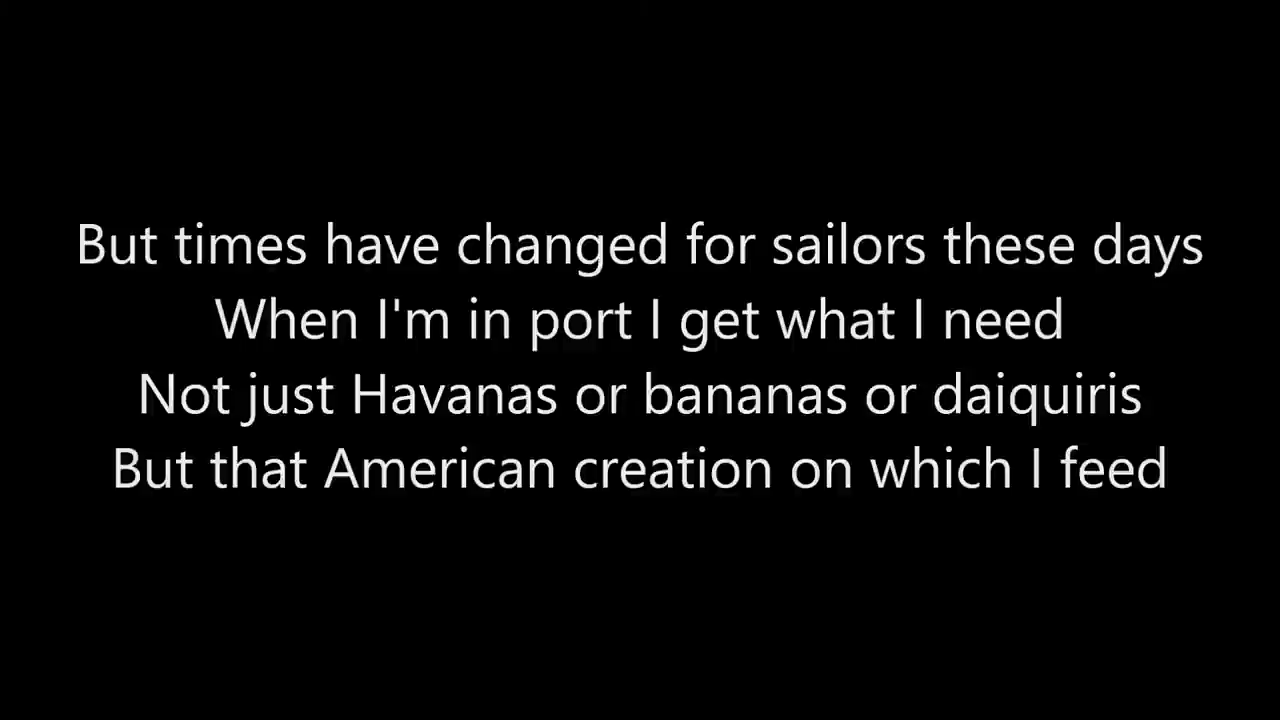 But times have changed for sailors these days
When I'm in port I get what I need
Not just Havanas or bananas or daiquiris
But that American creation on which I feed